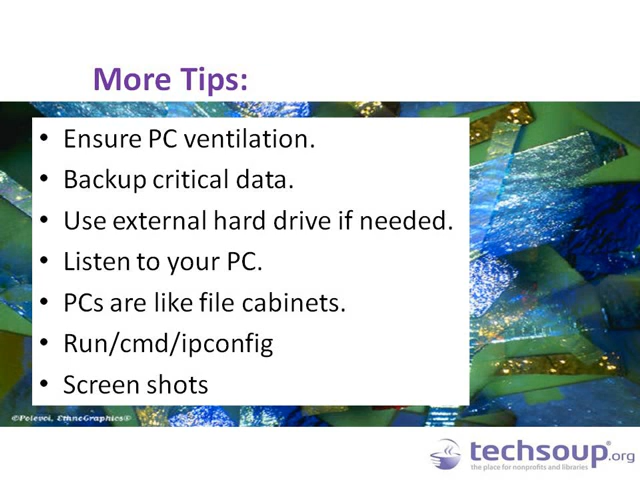 More Tips:
• Ensure PC ventilation.
• Backup critical data.
• Use external hard drive if needed.
• Listen to your PC.
• PCs are like file cabinets.
• Run/cmd/ipconfig
• Screen shots
©Pelevoi, EthnoGraphics®
techsoup®.org
the place for nonprofits and libraries